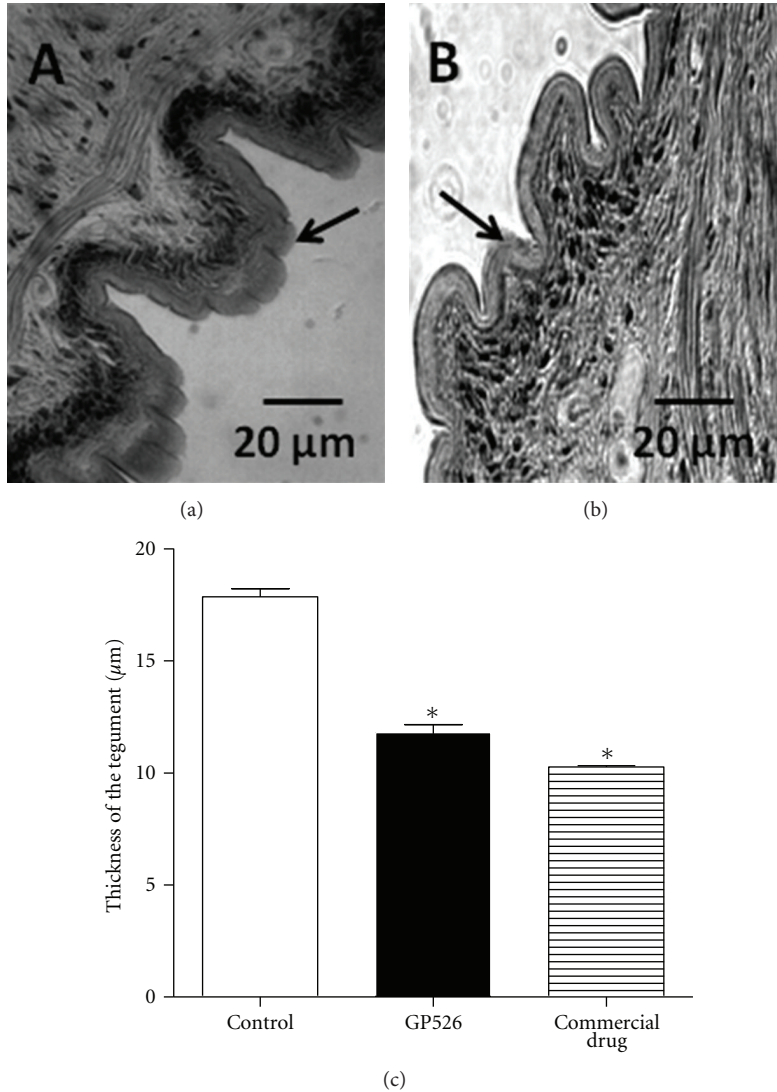 A
20 µm
(a)
B
20 µm
(b)
Thickness of the tegument (µm)
20
15
10
5
0
*
*
Control
GP526
Commercial
drug
(c)